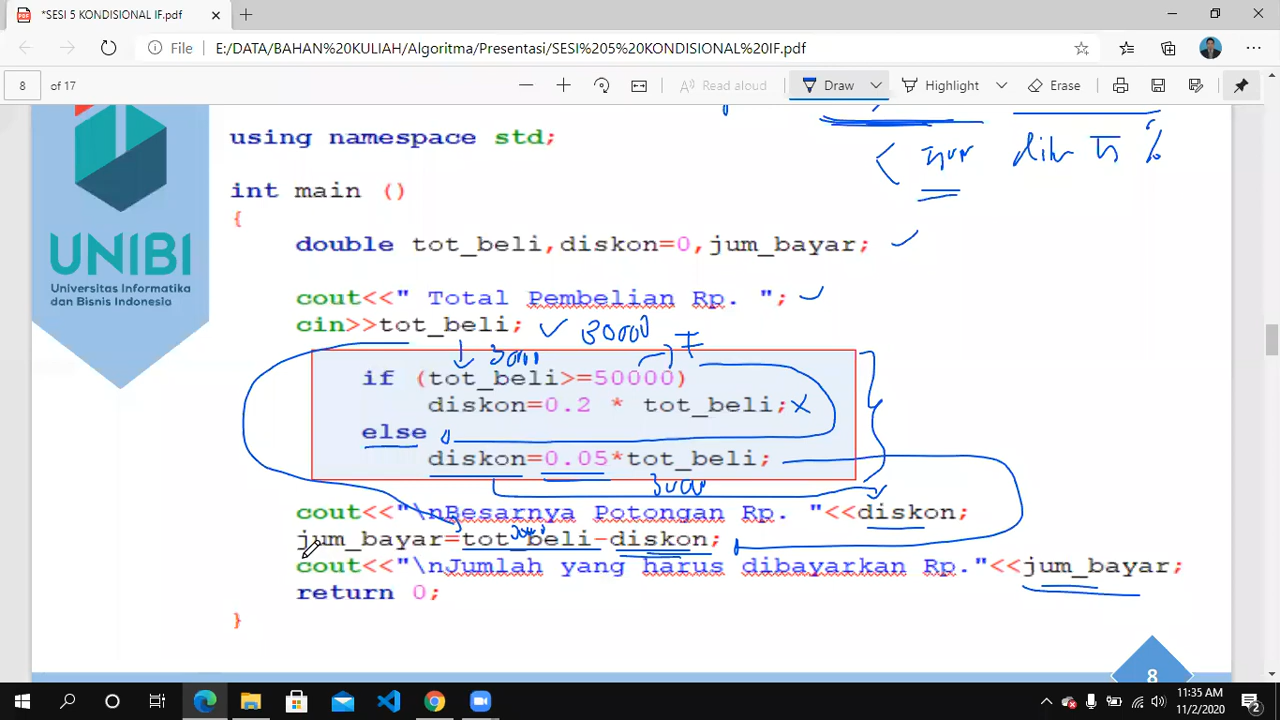 *SESI 5 KONDISIONAL IF.pdf
File E:/DATA/BAHAN%20KULIAH/Algoritma/Presentasi/SESI%205%20KONDISIONAL%20IF.pdf
8 of 17 Read aloud Draw Highlight Erase
%
using namespace std;
int main ()
{
double tot_beli,diskon=0,jum_bayar;
UNIBI
Universitas Informatika
dan Bisnis Indonesia
cout<<" Total Pembelian Rp. ";
cin>>tot_beli; 30000
if (tot_beli>=50000)
diskon=0.2 * tot_beli;
else
diskon=0.05*tot_beli;
cout<<"\nBesarnya Potongan Rp. "<<diskon;
jum_bayar=tot_beli-diskon;
cout<<"\nJumlah yang harus dibayarkan Rp."<<jum_bayar;
return 0;
}
8
11:35 AM
11/2/2020
2